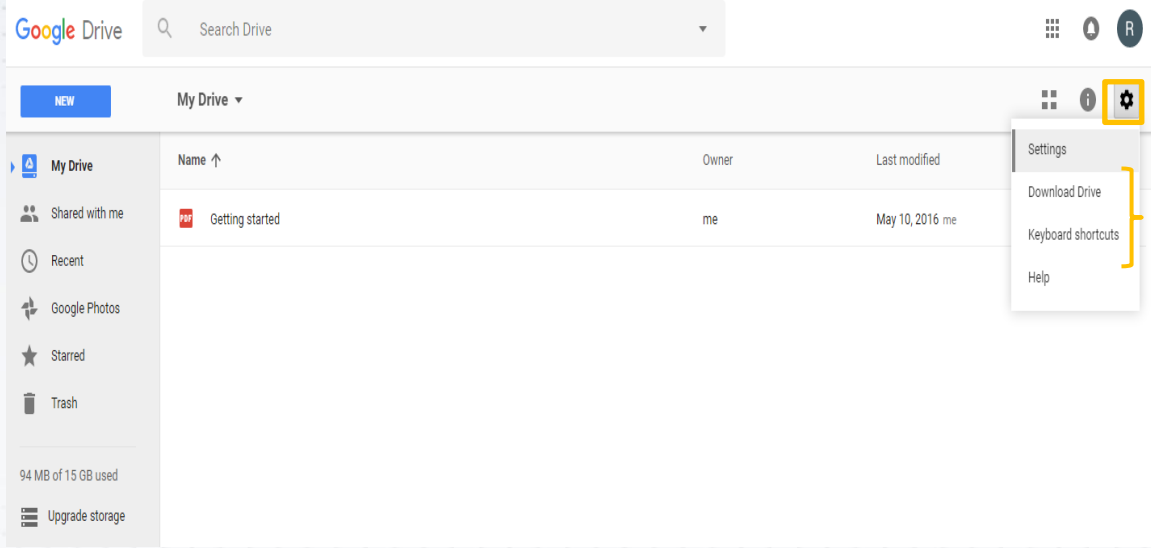 Google Drive
Search Drive
R
NEW
My Drive
My Drive
Shared with me
Recent
Google Photos
Starred
Trash
94 MB of 15 GB used
Upgrade storage
Name Owner Last modified
PDF Getting started me May 10, 2016 me
Settings
Download Drive
Keyboard shortcuts
Help